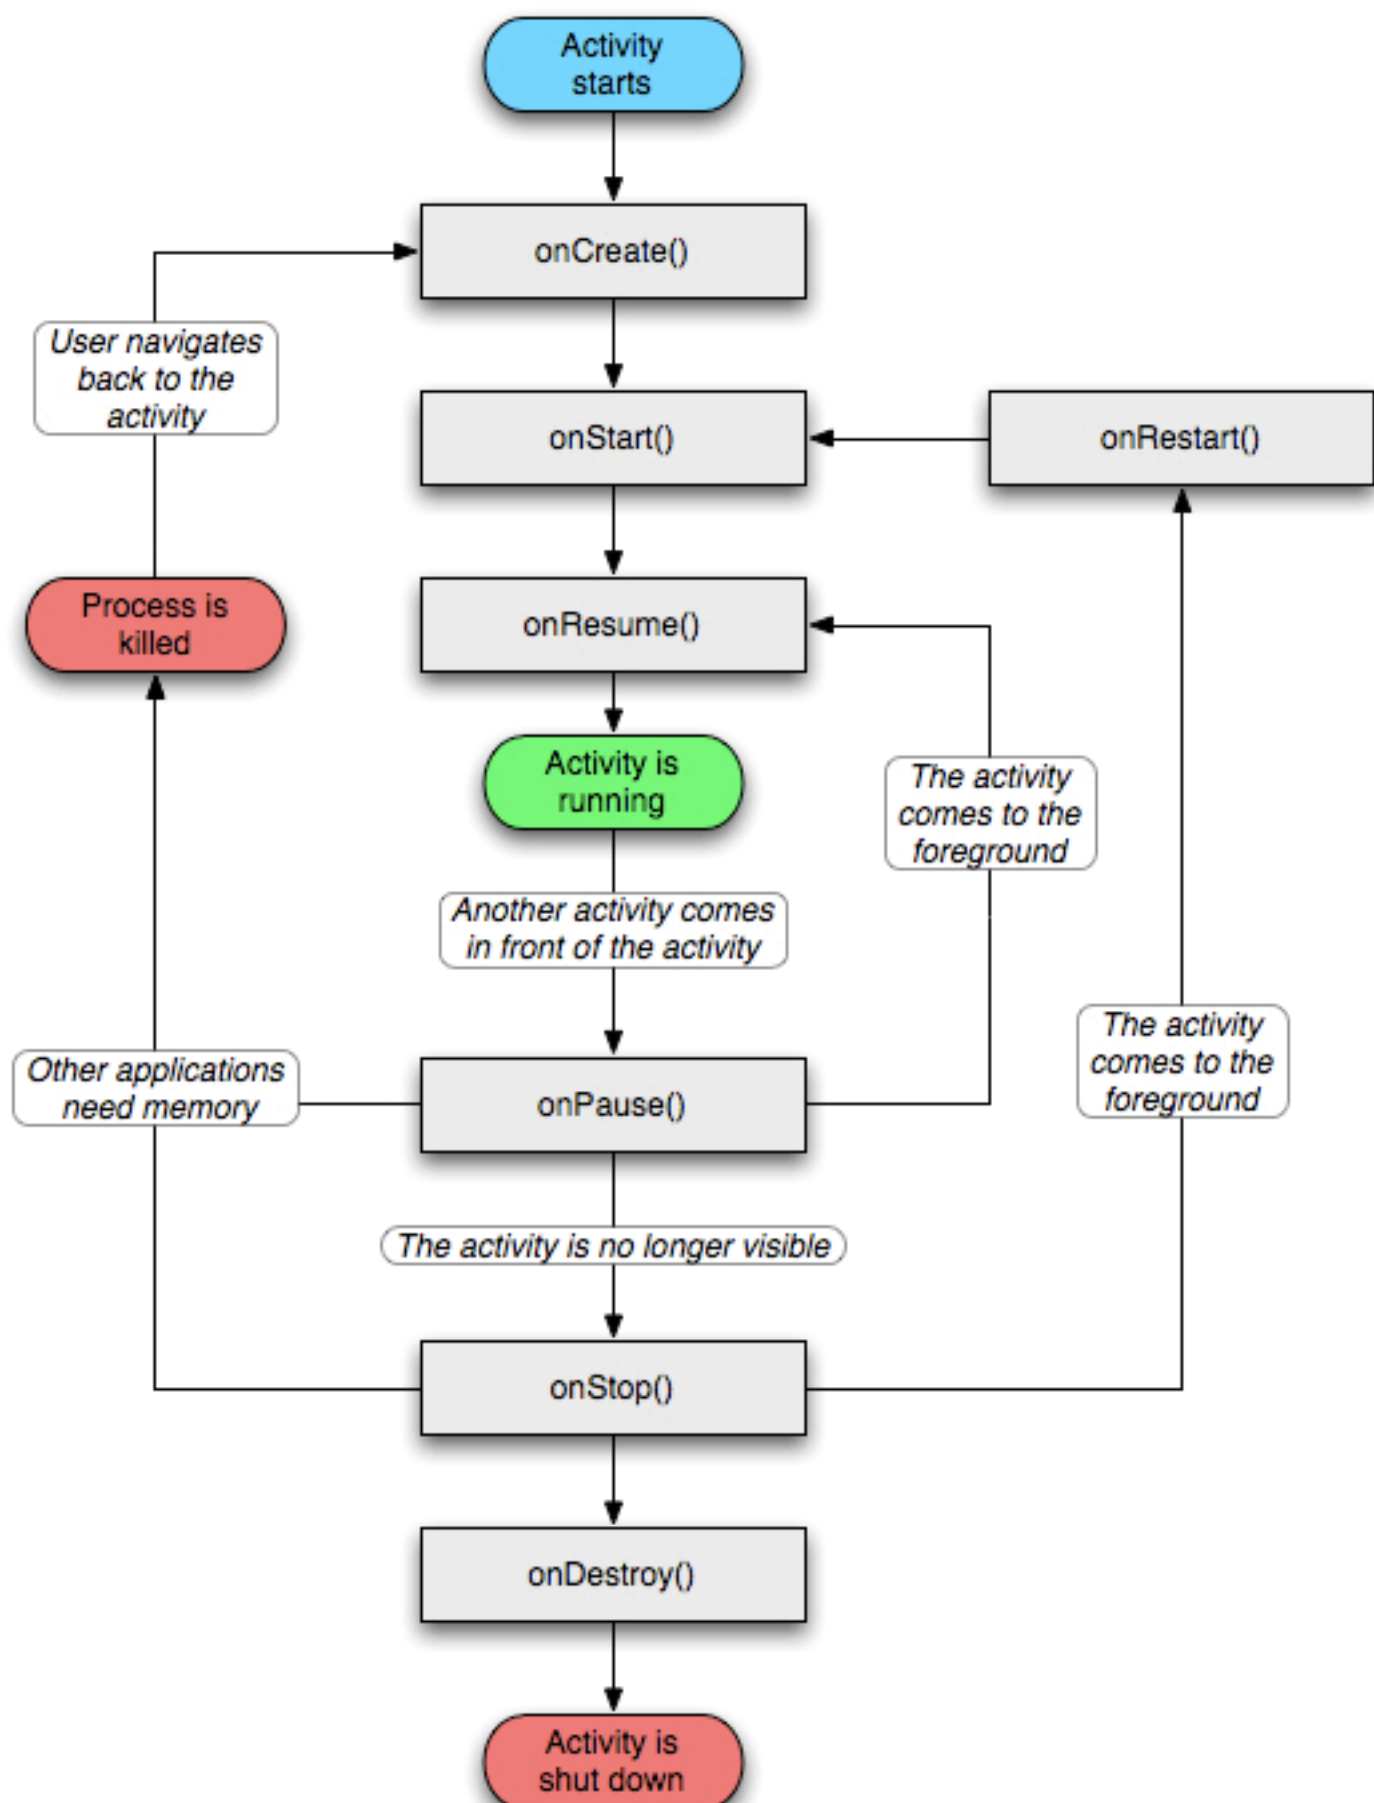 Activity
starts
onCreate()
User navigates
back to the
activity
onStart()
onRestart()
Process is
killed
onResume()
Activity is
running
The activity
comes to the
foreground
Another activity comes
in front of the activity
The activity
comes to the
foreground
Other applications
need memory
onPause()
The activity is no longer visible
onStop()
onDestroy()
Activity is
shut down